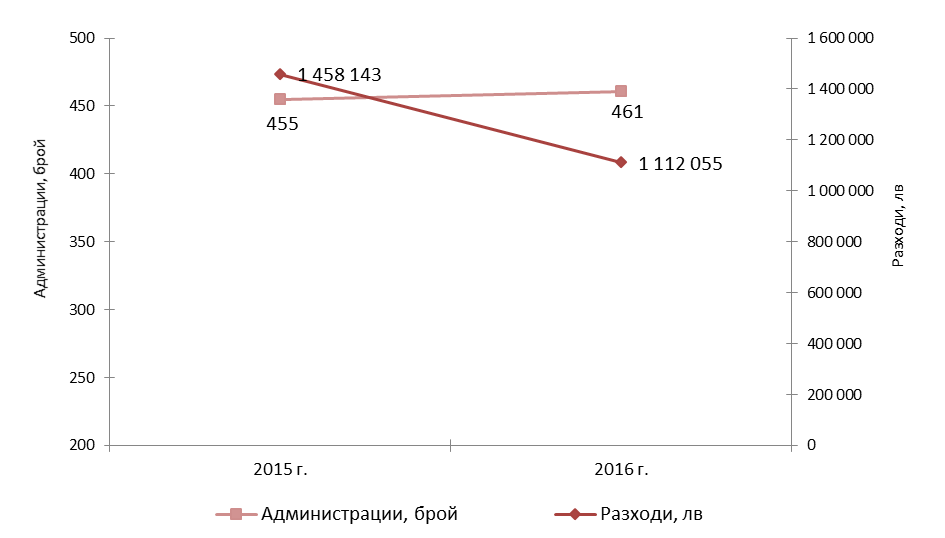 500
450
400
350
300
250
200
Администрации, брой
1 600 000
1 400 000
1 200 000
1 000 000
800 000
600 000
400 000
200 000
0
Разходи, лв
1 458 143
455
461
1 112 055
2015 г.
2016 г.
Администрации, брой
Разходи, лв